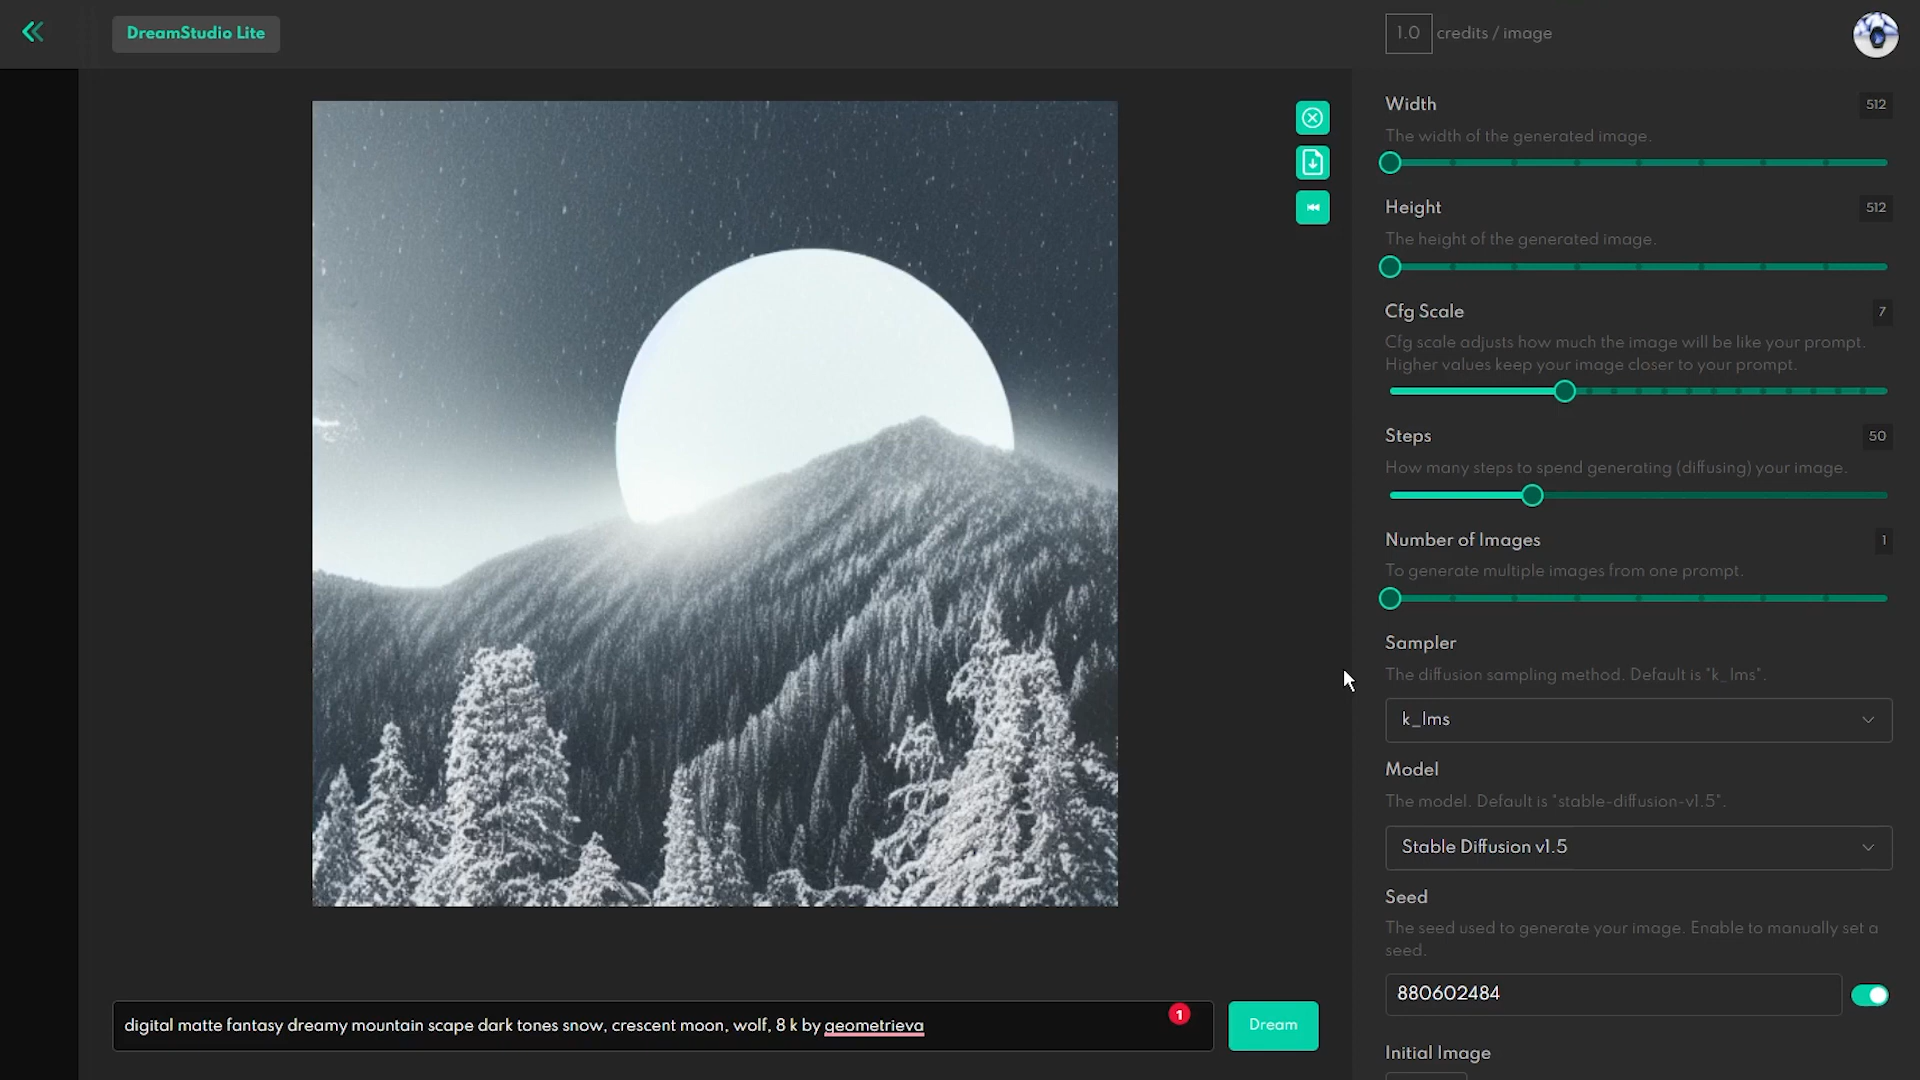 DreamStudio Lite
1.0 credits / image
Width
512
The width of the generated image.
Height
512
The height of the generated image.
Cfg Scale
7
Cfg scale adjusts how much the image will be like your prompt.
Higher values keep your image closer to your prompt.
Steps
50
How many steps to spend generating (diffusing) your image.
Number of Images
1
To generate multiple images from one prompt.
Sampler
The diffusion sampling method. Default is "k_lms".
k_lms
Model
The model. Default is "stable-diffusion-v1.5".
Stable Diffusion v1.5
Seed
The seed used to generate your image. Enable to manually set a
seed.
880602484
Initial Image
digital matte fantasy dreamy mountain scape dark tones snow, crescent moon, wolf, 8 k by geometrieva
1
Dream